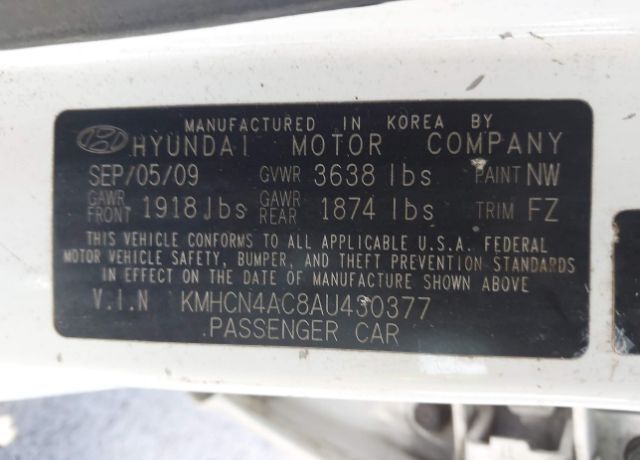 MANUFACTURED IN KOREA BY
HYUNDAI MOTOR COMPANY
SEP/05/09 GVWR 3638 lbs PAINT NW
GAWR FRONT 1918 lbs GAWR REAR 1874 lbs TRIM FZ
THIS VEHICLE CONFORMS TO ALL APPLICABLE U.S.A. FEDERAL
MOTOR VEHICLE SAFETY, BUMPER, AND THEFT PREVENTION STANDARDS
IN EFFECT ON THE DATE OF MANUFACTURE SHOWN ABOVE
V.I.N KMHCN4AC8AU430377
PASSENGER CAR